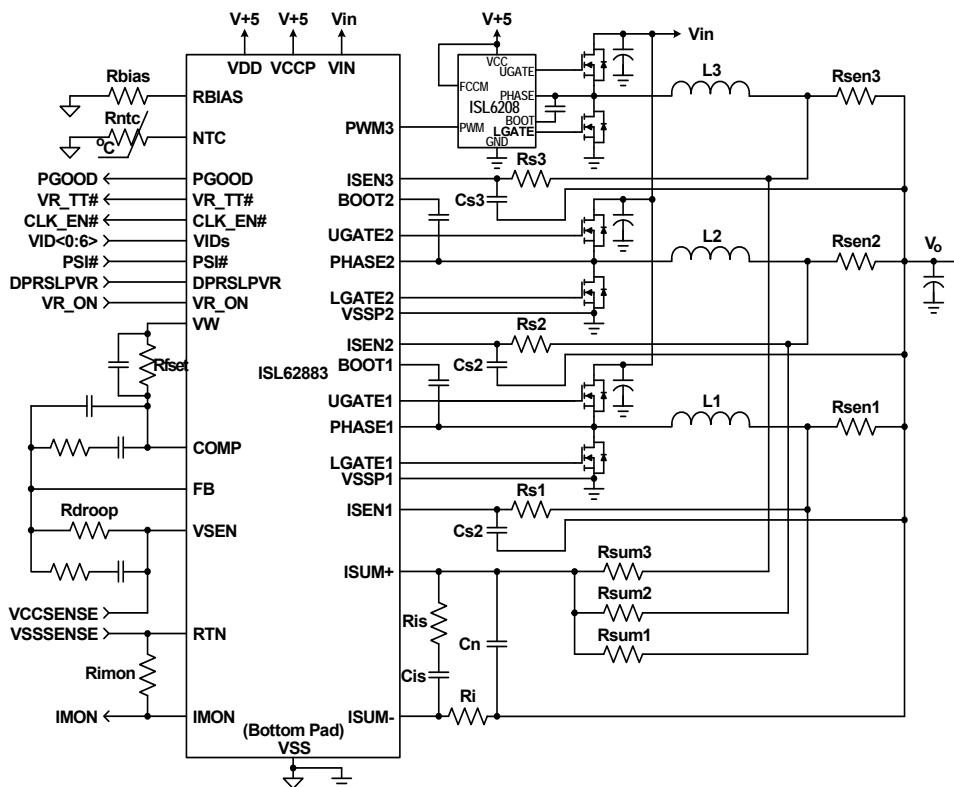 V+5 V+5 Vin
VDD VCCP VIN
V+5
VCC
UGATE
FCCM
PHASE
ISL6208
BOOT
PWM
LGATE
GND
Vin
L3
Rsen3
Rbias
RBIAS
Rntc
°C
NTC
PWM3
PGOOD PGOOD
VR_TT# VR_TT#
CLK_EN# CLK_EN#
VID<0:6> VIDs
PSI# PSI#
DPRSLPVR DPRSLPVR
VR_ON VR_ON
VW
Rfset
COMP
FB
Rdroop
VSEN
VCCSENSE
VSSSENSE RTN
Rimon
IMON IMON
ISL62883
(Bottom Pad)
VSS
ISEN3
Rs3
Cs3
BOOT2
UGATE2
PHASE2
L2
Rsen2
Vo
LGATE2
VSSP2
ISEN2
Rs2
Cs2
BOOT1
UGATE1
PHASE1
L1
Rsen1
LGATE1
VSSP1
ISEN1
Rs1
Cs2
ISUM+
Rsum3
Rsum2
Rsum1
Ris
Cn
Cis
Ri
ISUM-